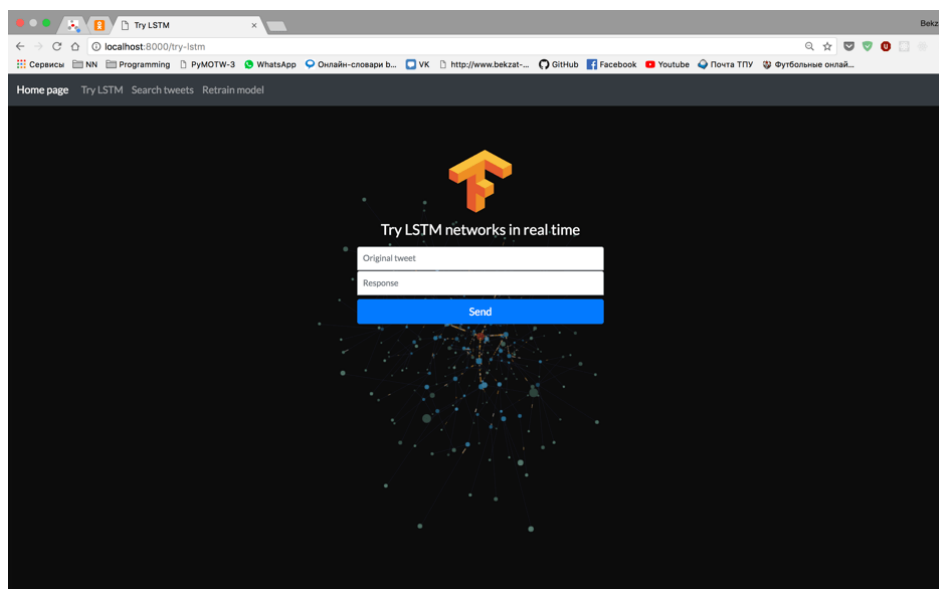 Try LSTM
Bekz
localhost:8000/try-lstm
Сервисы NN Programming PyMOTW-3 WhatsApp Онлайн-словари b... VK http://www.bekzat-... GitHub Facebook Youtube Почта ТПУ Футбольные онлай...
Home page Try LSTM Search tweets Retrain model
Try LSTM networks in real time
Original tweet
Response
Send